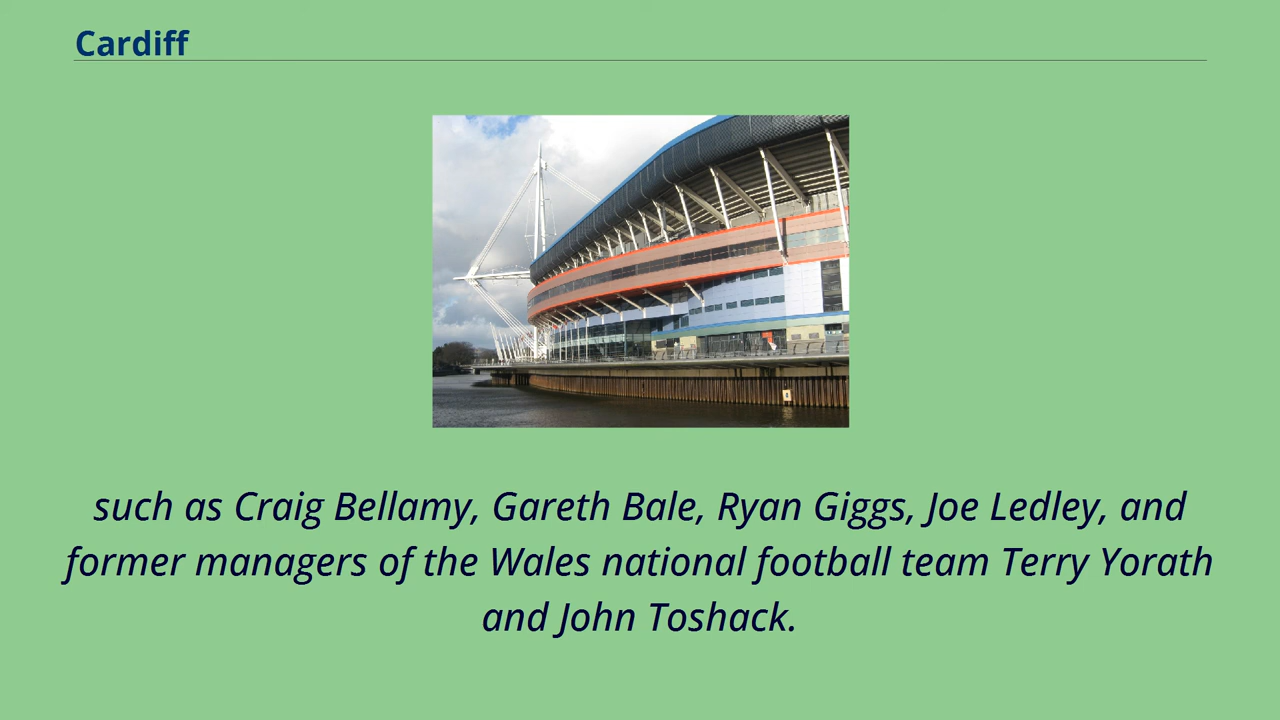 Cardiff
such as Craig Bellamy, Gareth Bale, Ryan Giggs, Joe Ledley, and
former managers of the Wales national football team Terry Yorath
and John Toshack.